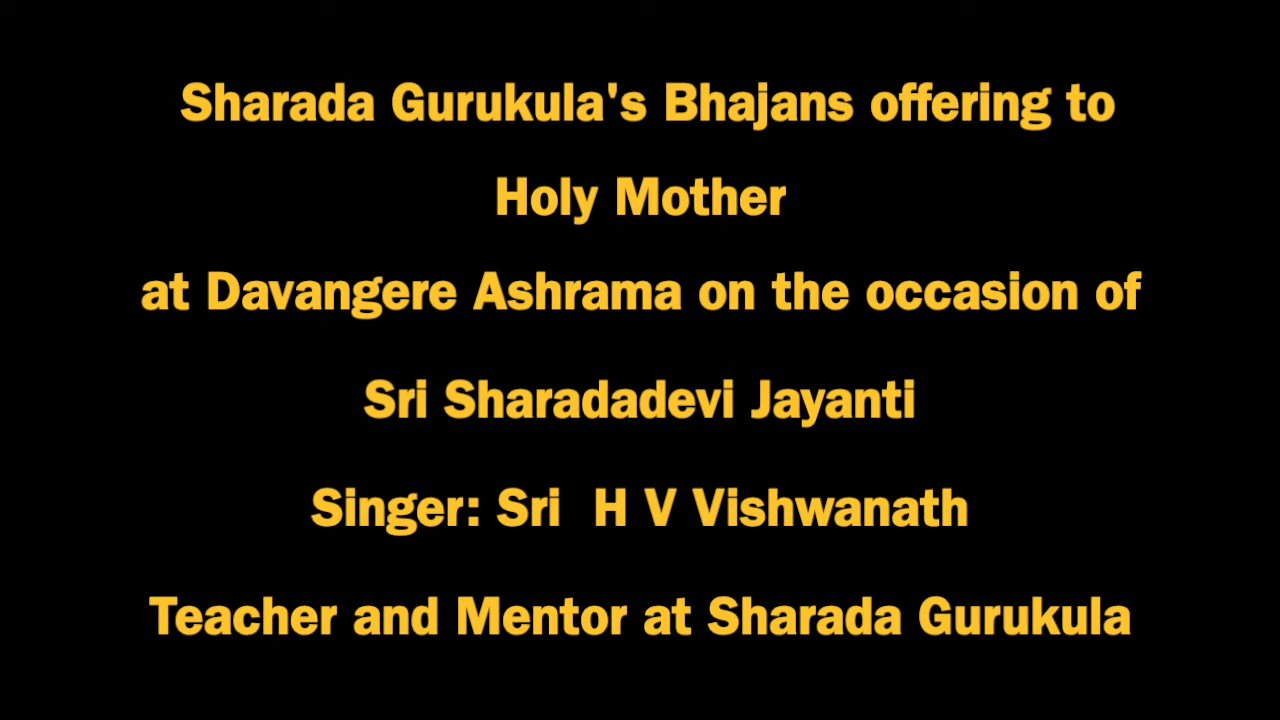 Sharada Gurukula's Bhajans offering to
Holy Mother
at Davangere Ashrama on the occasion of
Sri Sharadadevi Jayanti
Singer: Sri  H V Vishwanath
Teacher and Mentor at Sharada Gurukula